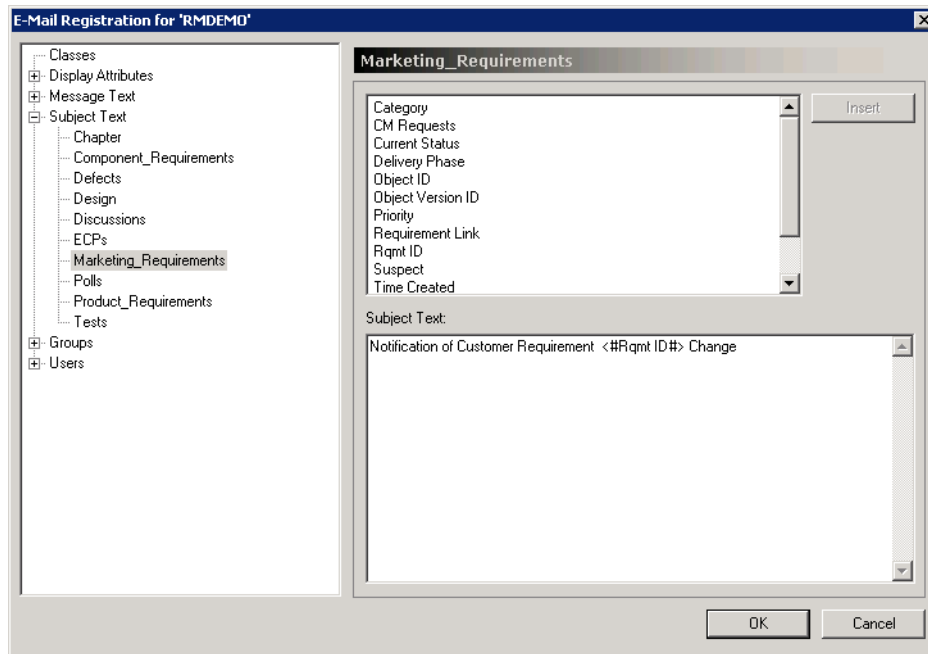 E-Mail Registration for 'RMDEMO'
Classes
Display Attributes
Message Text
Subject Text
Chapter
Component_Requirements
Defects
Design
Discussions
ECPs
Marketing_Requirements
Polls
Product_Requirements
Tests
Groups
Users
Marketing_Requirements
Category
CM Requests
Current Status
Delivery Phase
Object ID
Object Version ID
Priority
Requirement Link
Rqmt ID
Suspect
Time Created
Insert
Subject Text:
Notification of Customer Requirement <#Rqmt ID#> Change
OK
Cancel